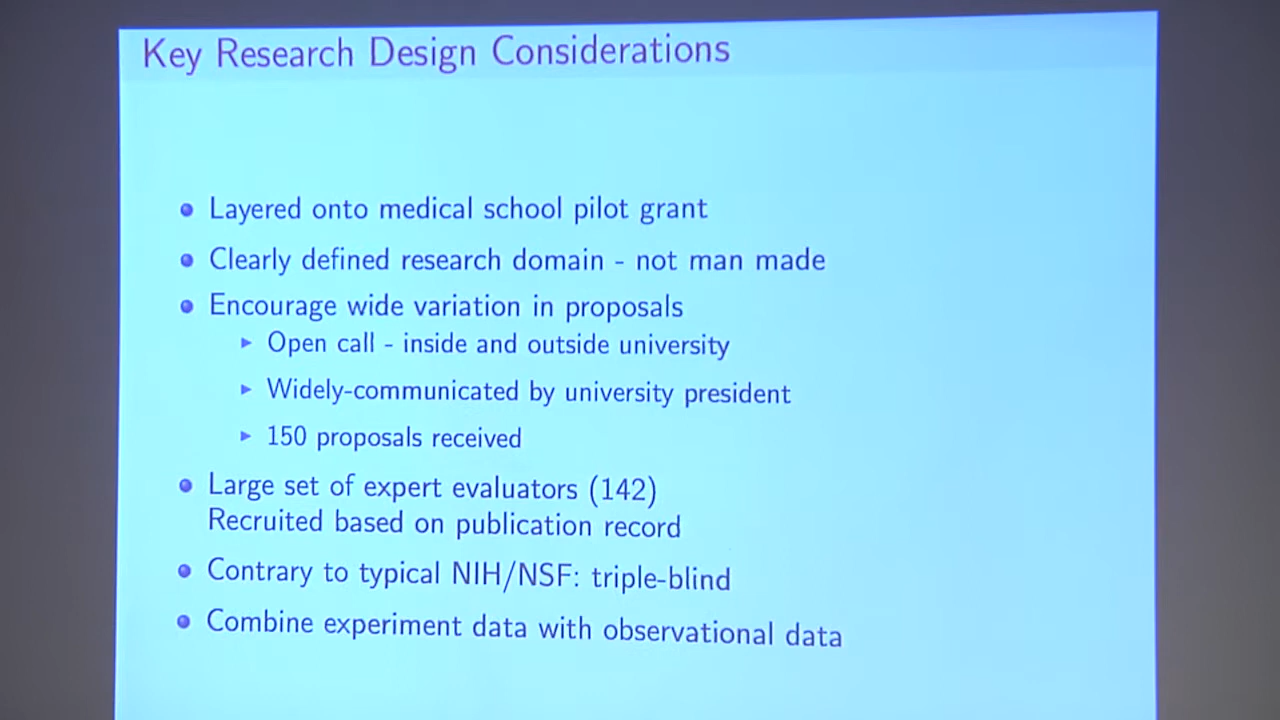 Key Research Design Considerations
Layered onto medical school pilot grant
Clearly defined research domain - not man made
Encourage wide variation in proposals
Open call - inside and outside university
Widely-communicated by university president
150 proposals received
Large set of expert evaluators (142)
Recruited based on publication record
Contrary to typical NIH/NSF: triple-blind
Combine experiment data with observational data